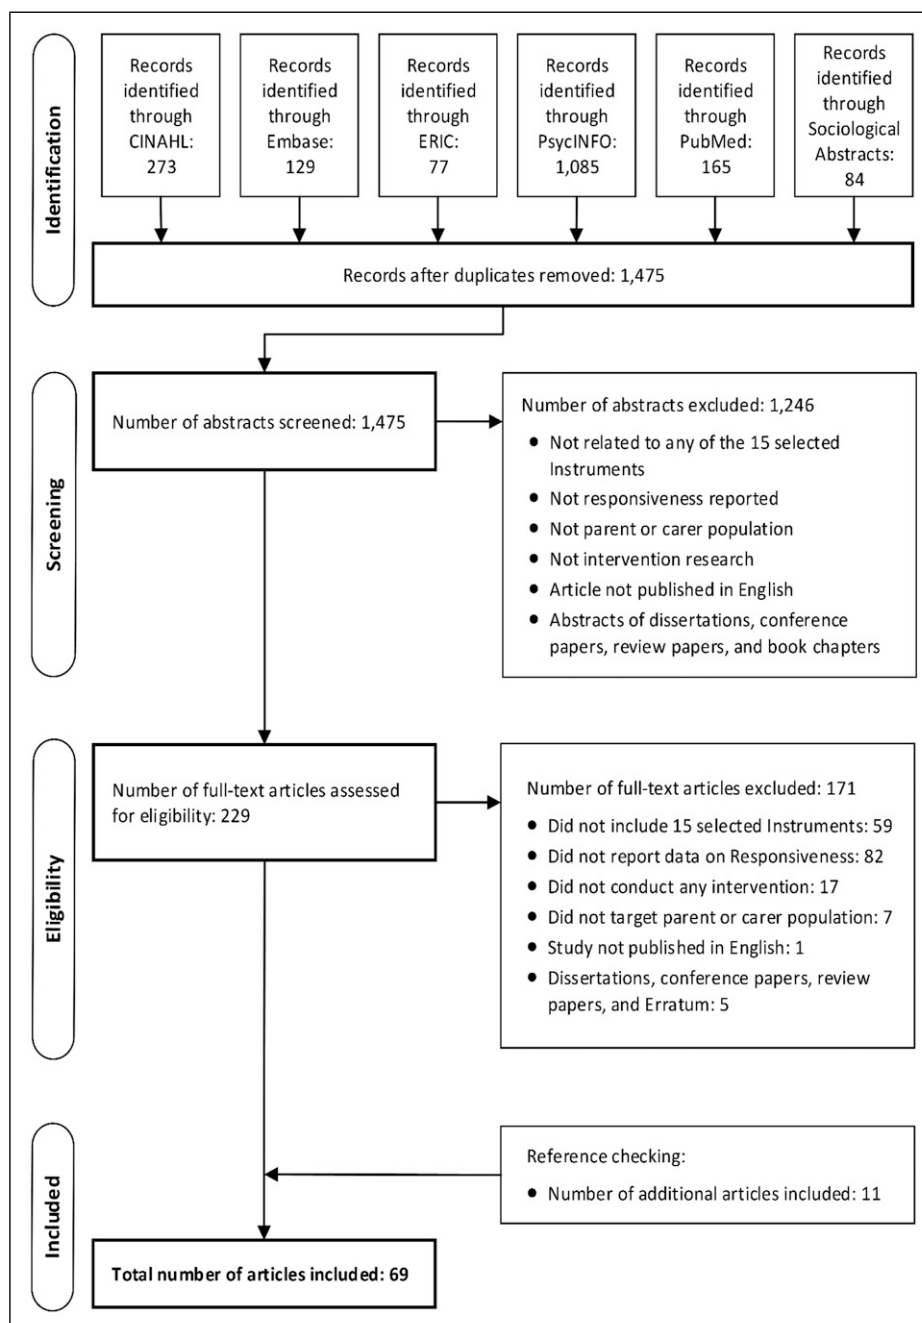 Identification
Records
identified
through
CINAHL:
273
Records
identified
through
Embase:
129
Records
identified
through
ERIC:
77
Records
identified
through
PsycINFO:
1,085
Records
identified
through
PubMed:
165
Records
identified
through
Sociological
Abstracts:
84
Records after duplicates removed: 1,475
Screening
Number of abstracts screened: 1,475
Number of abstracts excluded: 1,246
• Not related to any of the 15 selected
Instruments
• Not responsiveness reported
• Not parent or carer population
• Not intervention research
• Article not published in English
• Abstracts of dissertations, conference
papers, review papers, and book chapters
Eligibility
Number of full-text articles assessed
for eligibility: 229
Number of full-text articles excluded: 171
• Did not include 15 selected Instruments: 59
• Did not report data on Responsiveness: 82
• Did not conduct any intervention: 17
• Did not target parent or carer population: 7
• Study not published in English: 1
• Dissertations, conference papers, review
papers, and Erratum: 5
Included
Reference checking:
• Number of additional articles included: 11
Total number of articles included: 69